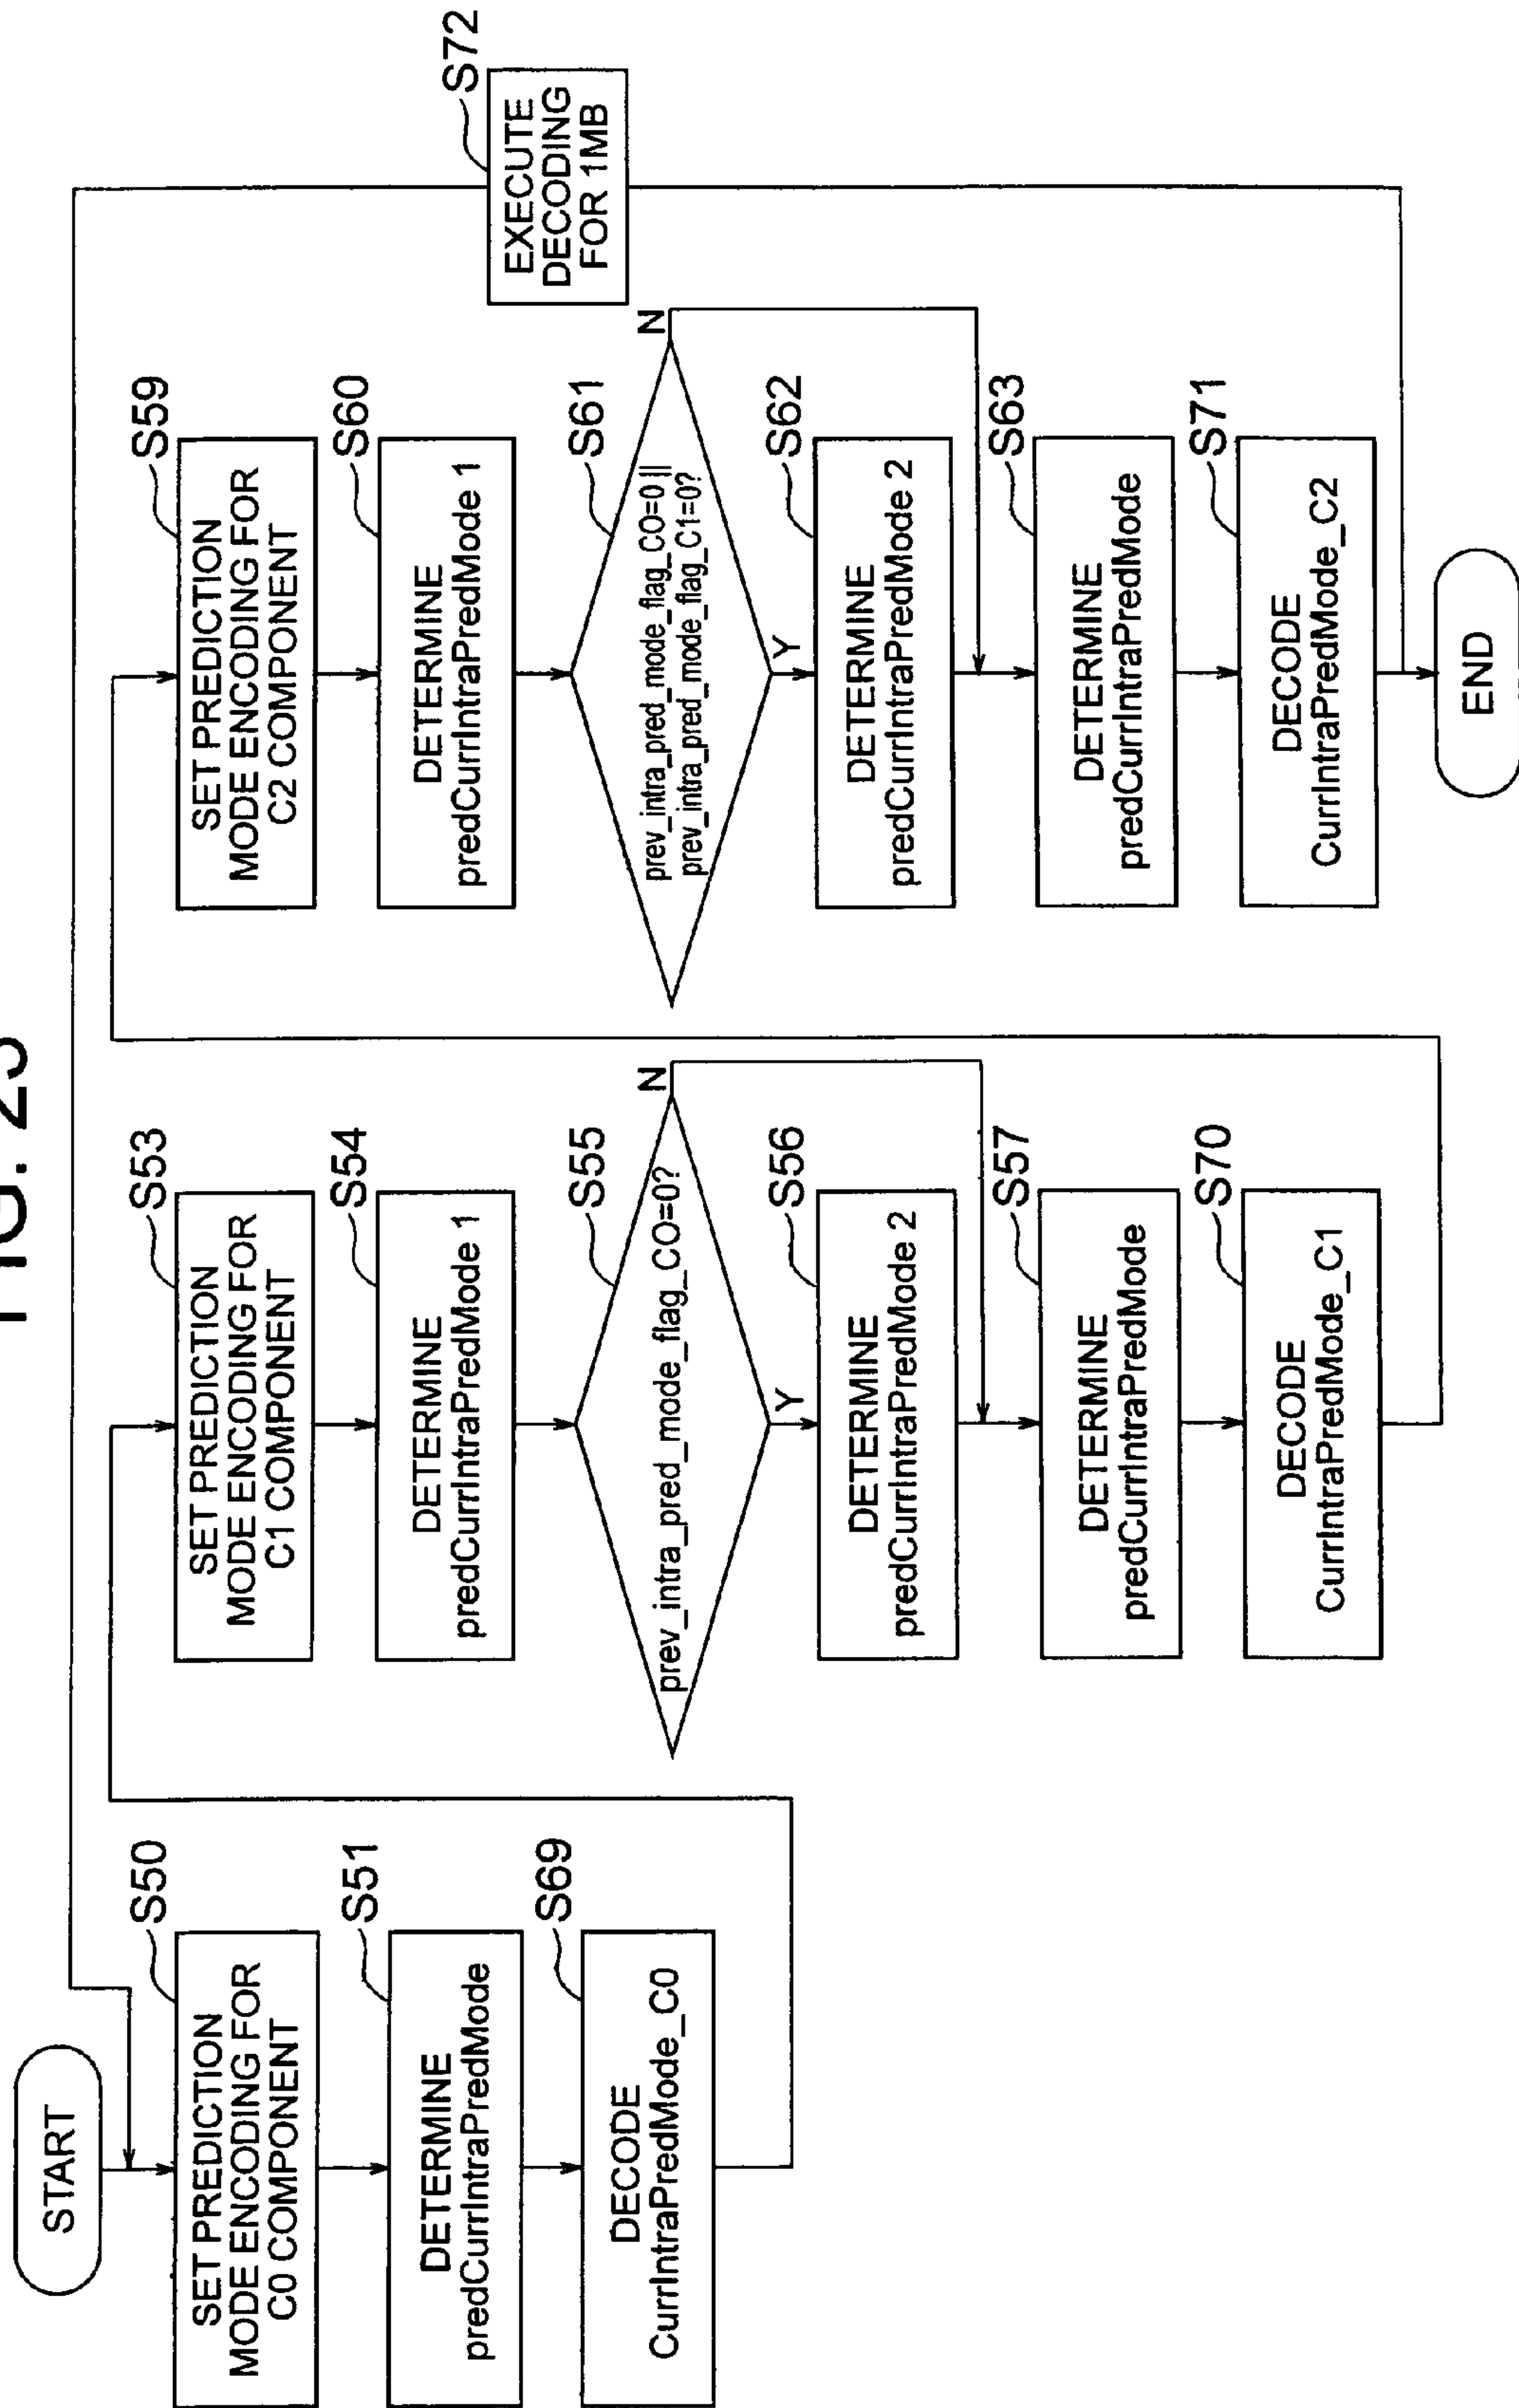 FIG. 23
START
S50
SET PREDICTION
MODE ENCODING FOR
C0 COMPONENT
S51
DETERMINE
predCurrIntraPredMode
S69
DECODE
CurrIntraPredMode_C0
S53
SET PREDICTION
MODE ENCODING FOR
C1 COMPONENT
S54
DETERMINE
predCurrIntraPredMode 1
S55
prev_intra_pred_mode_flag_CO=0?
N
Y
S56
DETERMINE
predCurrIntraPredMode 2
S57
DETERMINE
predCurrIntraPredMode
S70
DECODE
CurrIntraPredMode_C1
S59
SET PREDICTION
MODE ENCODING FOR
C2 COMPONENT
S60
DETERMINE
predCurrIntraPredMode 1
S61
prev_intra_pred_mode_flag_CO=0 ||
prev_intra_pred_mode_flag_C1=0?
N
Y
S62
DETERMINE
predCurrIntraPredMode 2
S63
DETERMINE
predCurrIntraPredMode
S71
DECODE
CurrIntraPredMode_C2
END
S72
EXECUTE
DECODING
FOR 1MB